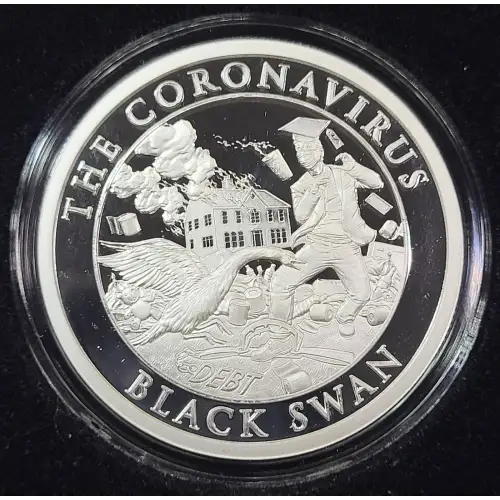 THE CORONAVIRUS
DEBT
BLACK SWAN